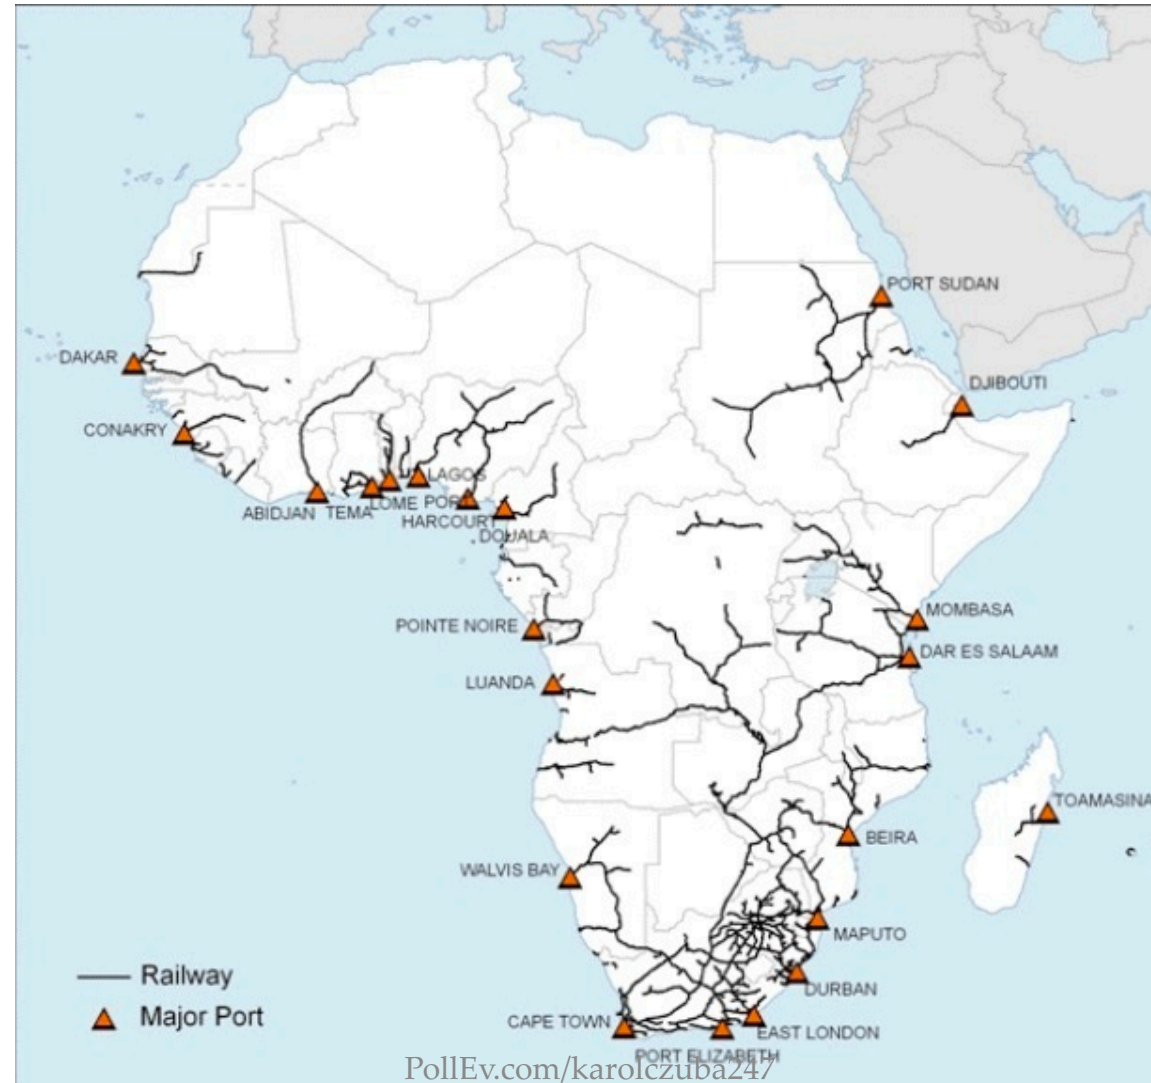 PORT SUDAN
DAKAR
DJIBOUTI
CONAKRY
LAGOS
ABIDJAN
TEMA
LOME
PORT
HARCOURT
DOUALA
MOMBASA
POINTE NOIRE
DAR ES SALAAM
LUANDA
TOAMASINA
BEIRA
WALVIS BAY
MAPUTO
Railway
DURBAN
Major Port
CAPE TOWN
EAST LONDON
PORT ELIZABETH
PollEv.com/karolczuba247